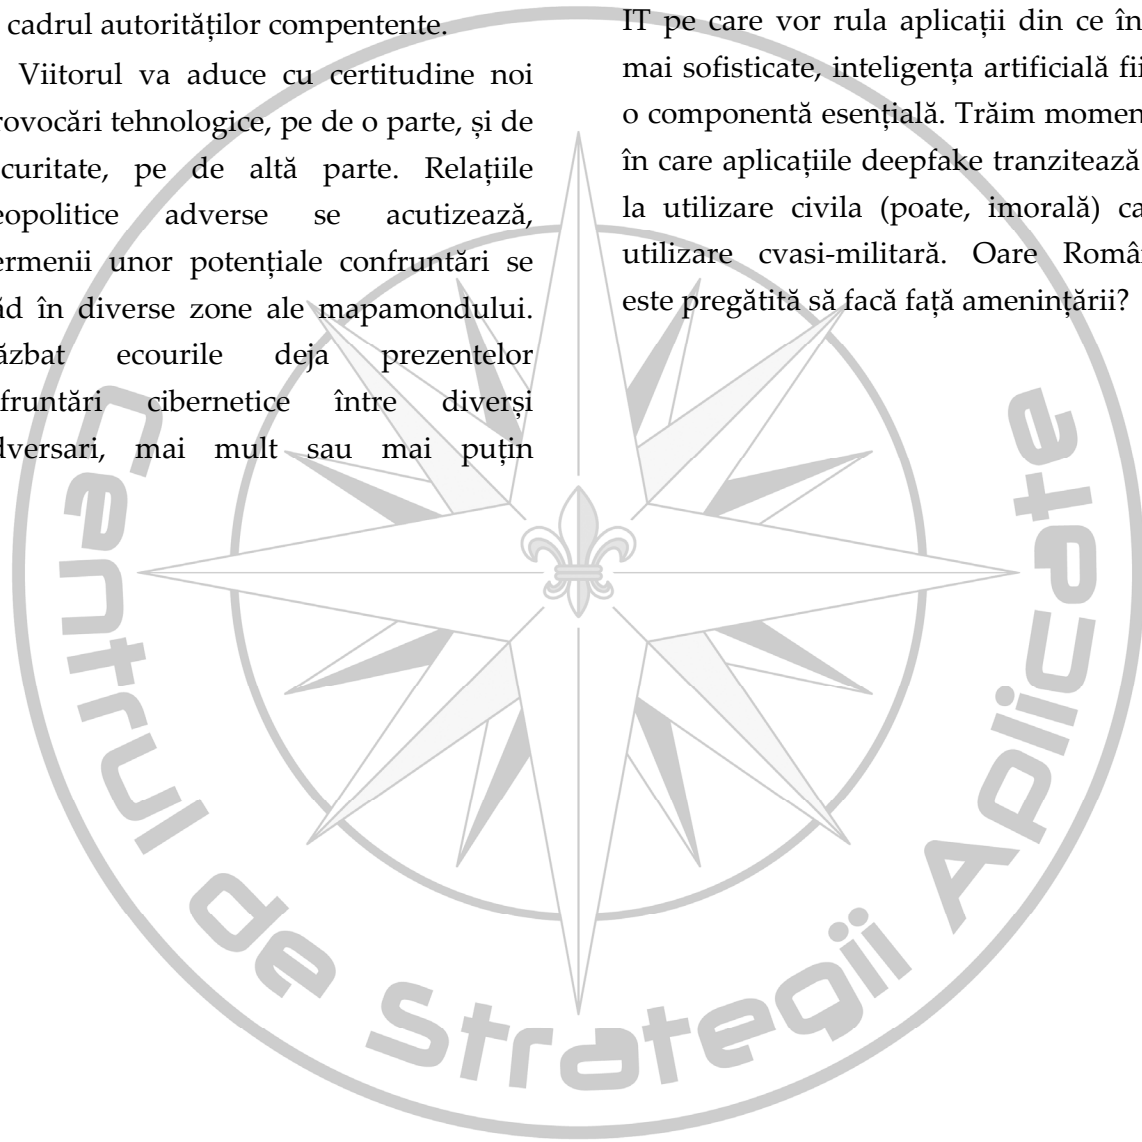 cadrul autorităților compentente.
Viitorul va aduce cu certitudine noi
rovocări tehnologice, pe de o parte, și de
curitate, pe de altă parte. Relațiile
eopolitice adverse se acutizează,
ermenii unor potențiale confruntări se
ăd în diverse zone ale mapamondului.
ăzbat ecourile deja prezentelor
fruntări cibernetice între diverși
dversari, mai mult sau mai puțin
IT pe care vor rula aplicații din ce în
mai sofisticate, inteligența artificială fii
o componentă esențială. Trăim momen
în care aplicațiile deepfake tranzitează
la utilizare civila (poate, imorală) ca
utilizare cvasi-militară. Oare Român
este pregătită să facă față amenințării?
Centrul de Strategii Aplicate